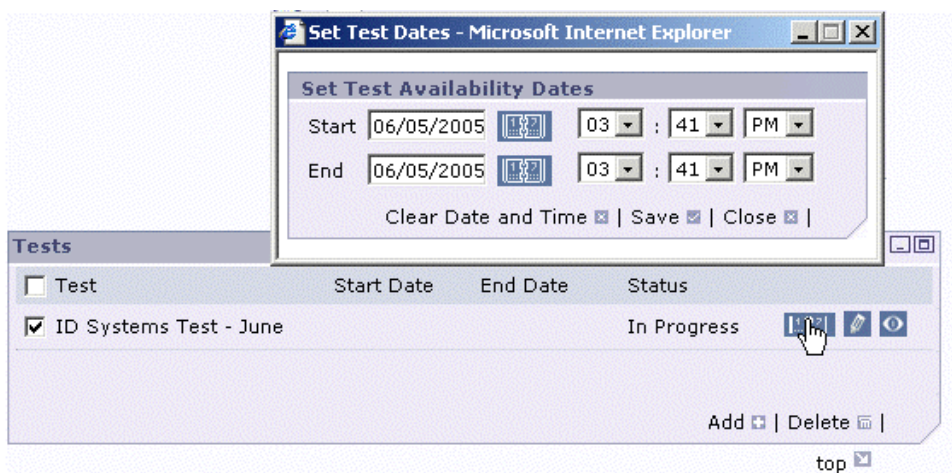 Set Test Dates - Microsoft Internet Explorer
Set Test Availability Dates
Start 06/05/2005 03 : 41 PM
End 06/05/2005 03 : 41 PM
Clear Date and Time | Save | Close |
Tests
Test Start Date End Date Status
ID Systems Test - June In Progress
Add | Delete |
top